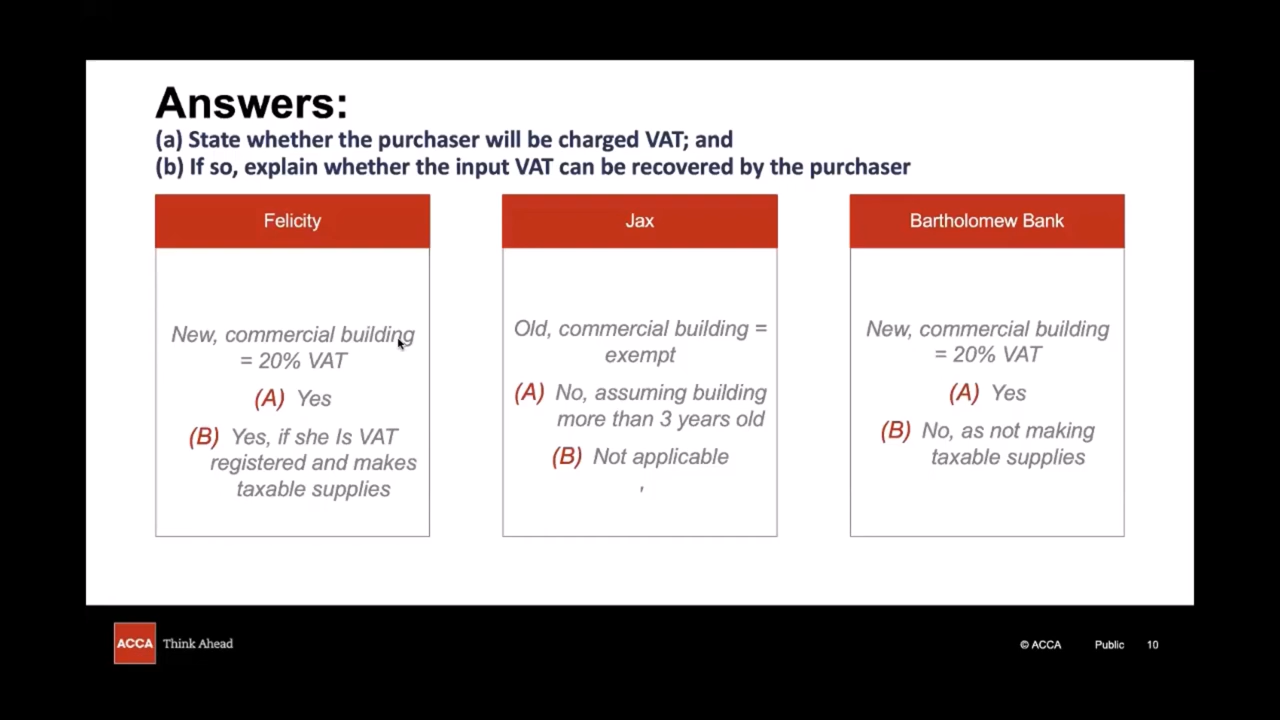 Answers:
(a) State whether the purchaser will be charged VAT; and
(b) If so, explain whether the input VAT can be recovered by the purchaser
Felicity
New, commercial building
= 20% VAT
(A) Yes
(B) Yes, if she Is VAT
registered and makes
taxable supplies
Jax
Old, commercial building =
exempt
(A) No, assuming building
more than 3 years old
(B) Not applicable
,
Bartholomew Bank
New, commercial building
= 20% VAT
(A) Yes
(B) No, as not making
taxable supplies
ACCA Think Ahead
© ACCA Public 10